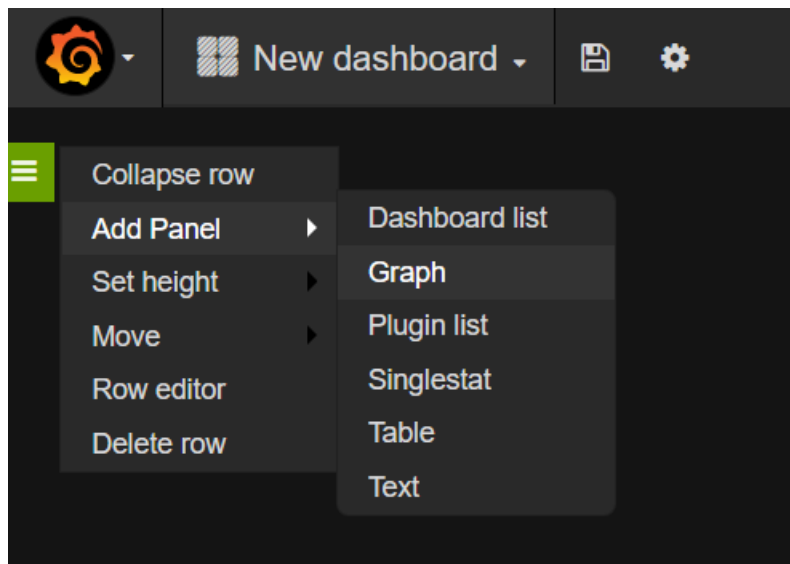 New dashboard
Collapse row
Add Panel
Set height
Move
Row editor
Delete row
Dashboard list
Graph
Plugin list
Singlestat
Table
Text